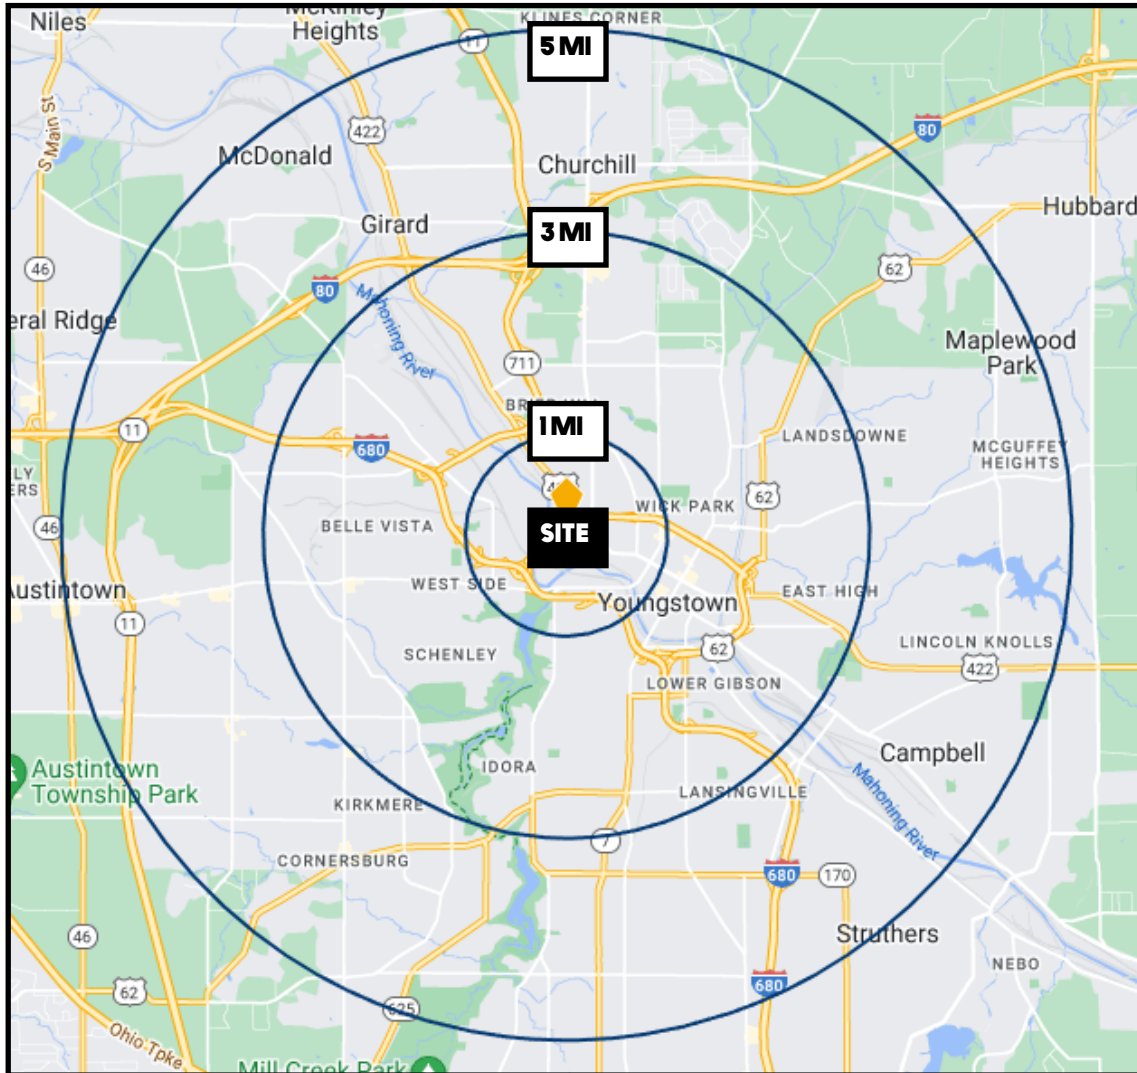 Niles
McKinley
Heights
KLINES CORNER
5 MI
11
S Main St
422
80
McDonald
Churchill
Girard
Hubbard
3 MI
46
62
80
Mahoning River
eral Ridge
Maplewood
Park
711
1 MI
11
680
LANDSDOWNE
MCGUFFEY
HEIGHTS
LY
ERS
62
WICK PARK
46
BELLE VISTA
SITE
Austintown
WEST SIDE
Youngstown
EAST HIGH
11
LINCOLN KNOLLS
SCHENLEY
62
422
LOWER GIBSON
Campbell
IDORA
Austintown
Township Park
LANSINGVILLE
Mahoning River
KIRKMERE
7
CORNERSBURG
680
170
46
Struthers
NEBO
62
680
625
Ohio Tpke
Mill Creek Park